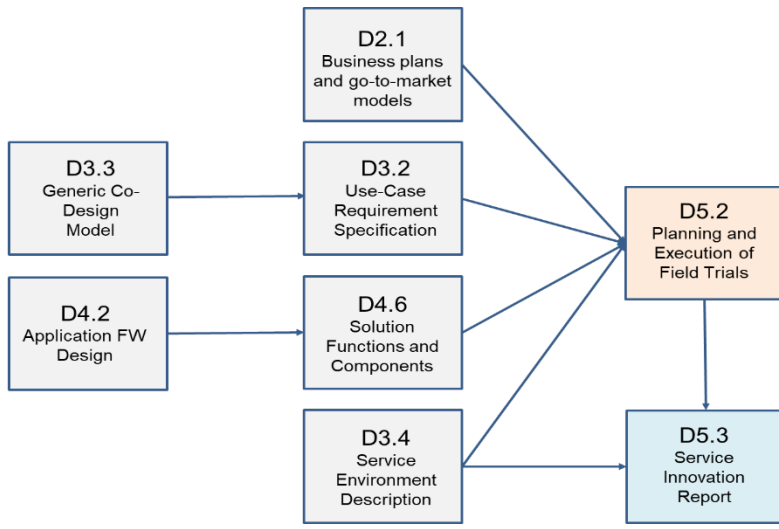 D2.1
Business plans
and go-to-market
models
D3.3
Generic Co-
Design
Model
D3.2
Use-Case
Requirement
Specification
D5.2
Planning and
Execution of
Field Trials
D4.2
Application FW
Design
D4.6
Solution
Functions and
Components
D3.4
Service
Environment
Description
D5.3
Service
Innovation
Report